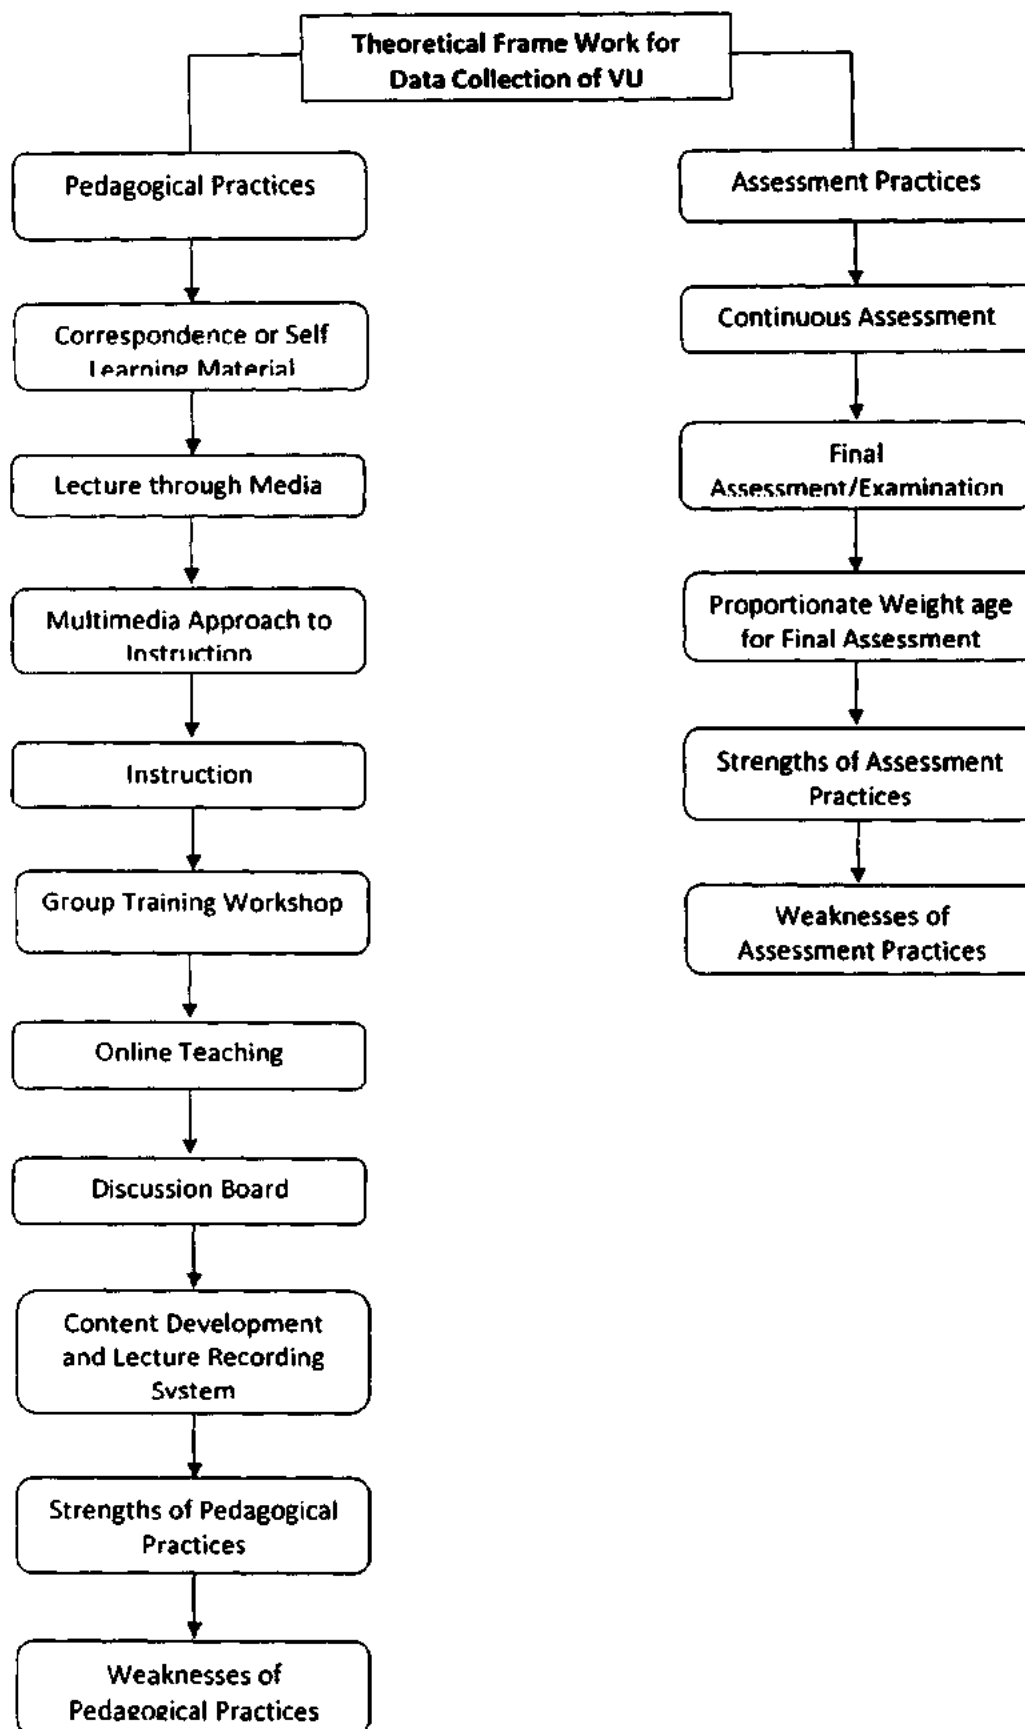 Theoretical Frame Work for
Data Collection of VU
Pedagogical Practices
Correspondence or Self
Learning Material
Lecture through Media
Multimedia Approach to
Instruction
Instruction
Group Training Workshop
Online Teaching
Discussion Board
Content Development
and Lecture Recording
System
Strengths of Pedagogical
Practices
Weaknesses of
Pedagogical Practices
Assessment Practices
Continuous Assessment
Final
Assessment/Examination
Proportionate Weight age
for Final Assessment
Strengths of Assessment
Practices
Weaknesses of
Assessment Practices